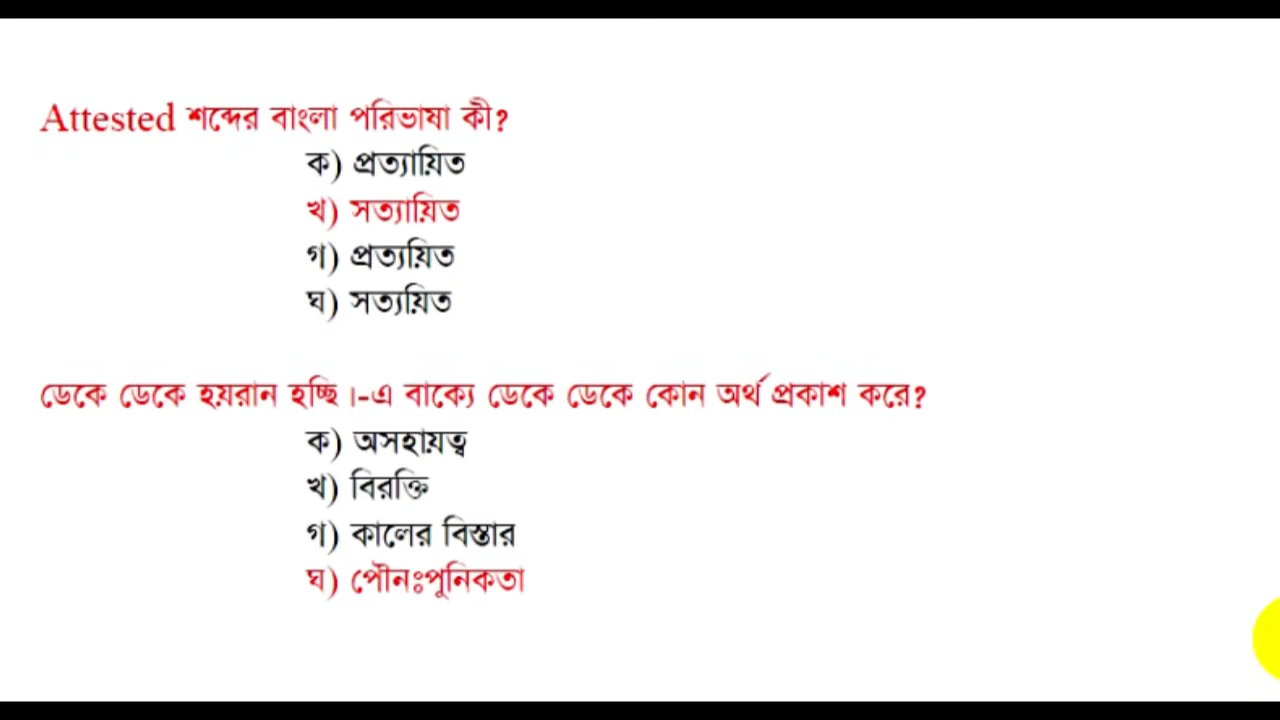 Attested শব্দের বাংলা পরিভাষা কী?
ক) প্রত্যায়িত
খ) সত্যায়িত
গ) প্রত্যয়িত
ঘ) সত্যয়িত
ডেকে ডেকে হয়রান হচ্ছি।-এ বাক্যে ডেকে ডেকে কোন অর্থ প্রকাশ করে?
ক) অসহায়ত্ব
খ) বিরক্তি
গ) কালের বিস্তার
ঘ) পৌনঃপুনিকতা